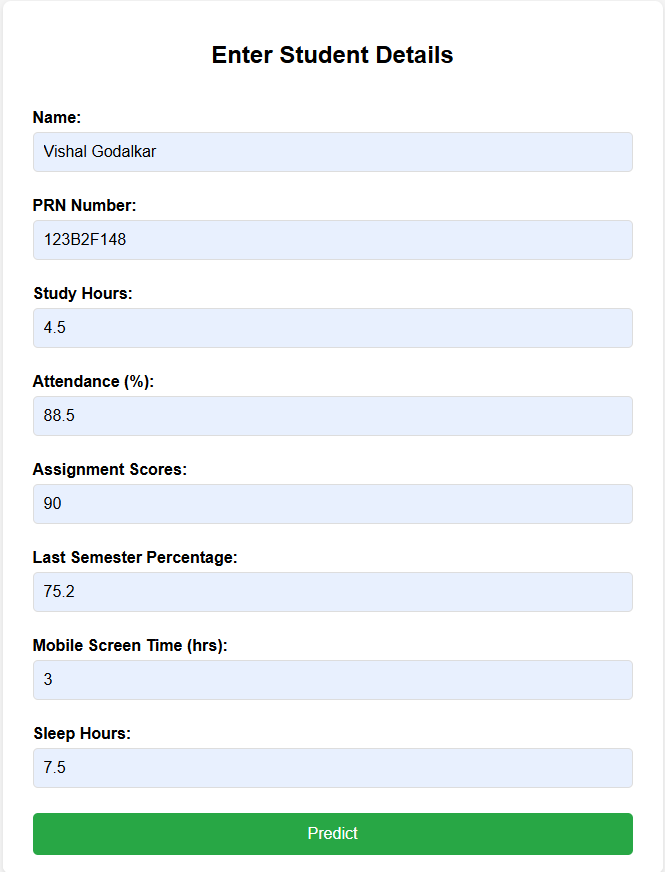 Enter Student Details
Name:
Vishal Godalkar
PRN Number:
123B2F148
Study Hours:
4.5
Attendance (%):
88.5
Assignment Scores:
90
Last Semester Percentage:
75.2
Mobile Screen Time (hrs):
3
Sleep Hours:
7.5
Predict